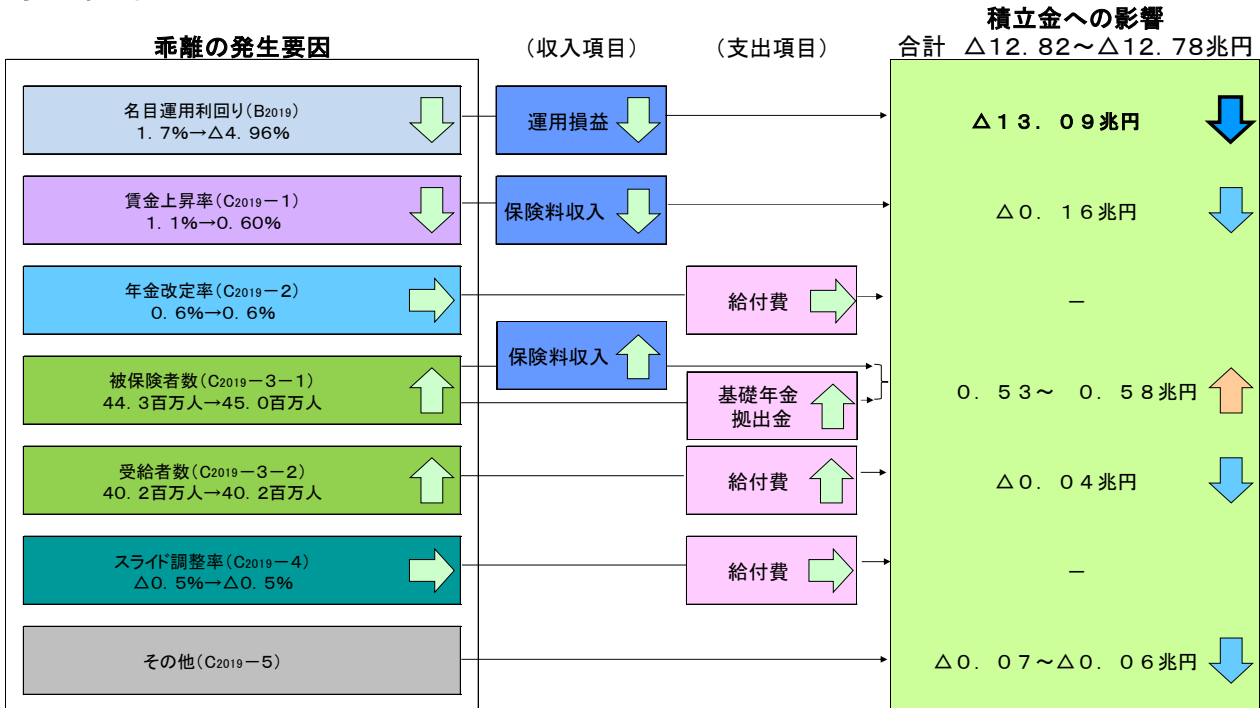 積立金への影響
乖離の発生要因
（収入項目）
（支出項目）
合計　△12．82～△12．78兆円
名目運用利回り（B2019）
1．7%→△4．96%
運用損益
△13．09兆円
賃金上昇率（C2019－1）
1．1%→0．60%
保険料収入
△0．16兆円
年金改定率（C2019－2）
0．6%→0．6%
給付費
－
被保険者数（C2019－3－1）
44．3百万人→45．0百万人
保険料収入
基礎年金
拠出金
0．53～　0．58兆円
受給者数（C2019－3－2）
40．2百万人→40．2百万人
給付費
△0．04兆円
スライド調整率（C2019－4）
△0．5%→△0．5%
給付費
－
その他（C2019－5）
△0．07～△0．06兆円